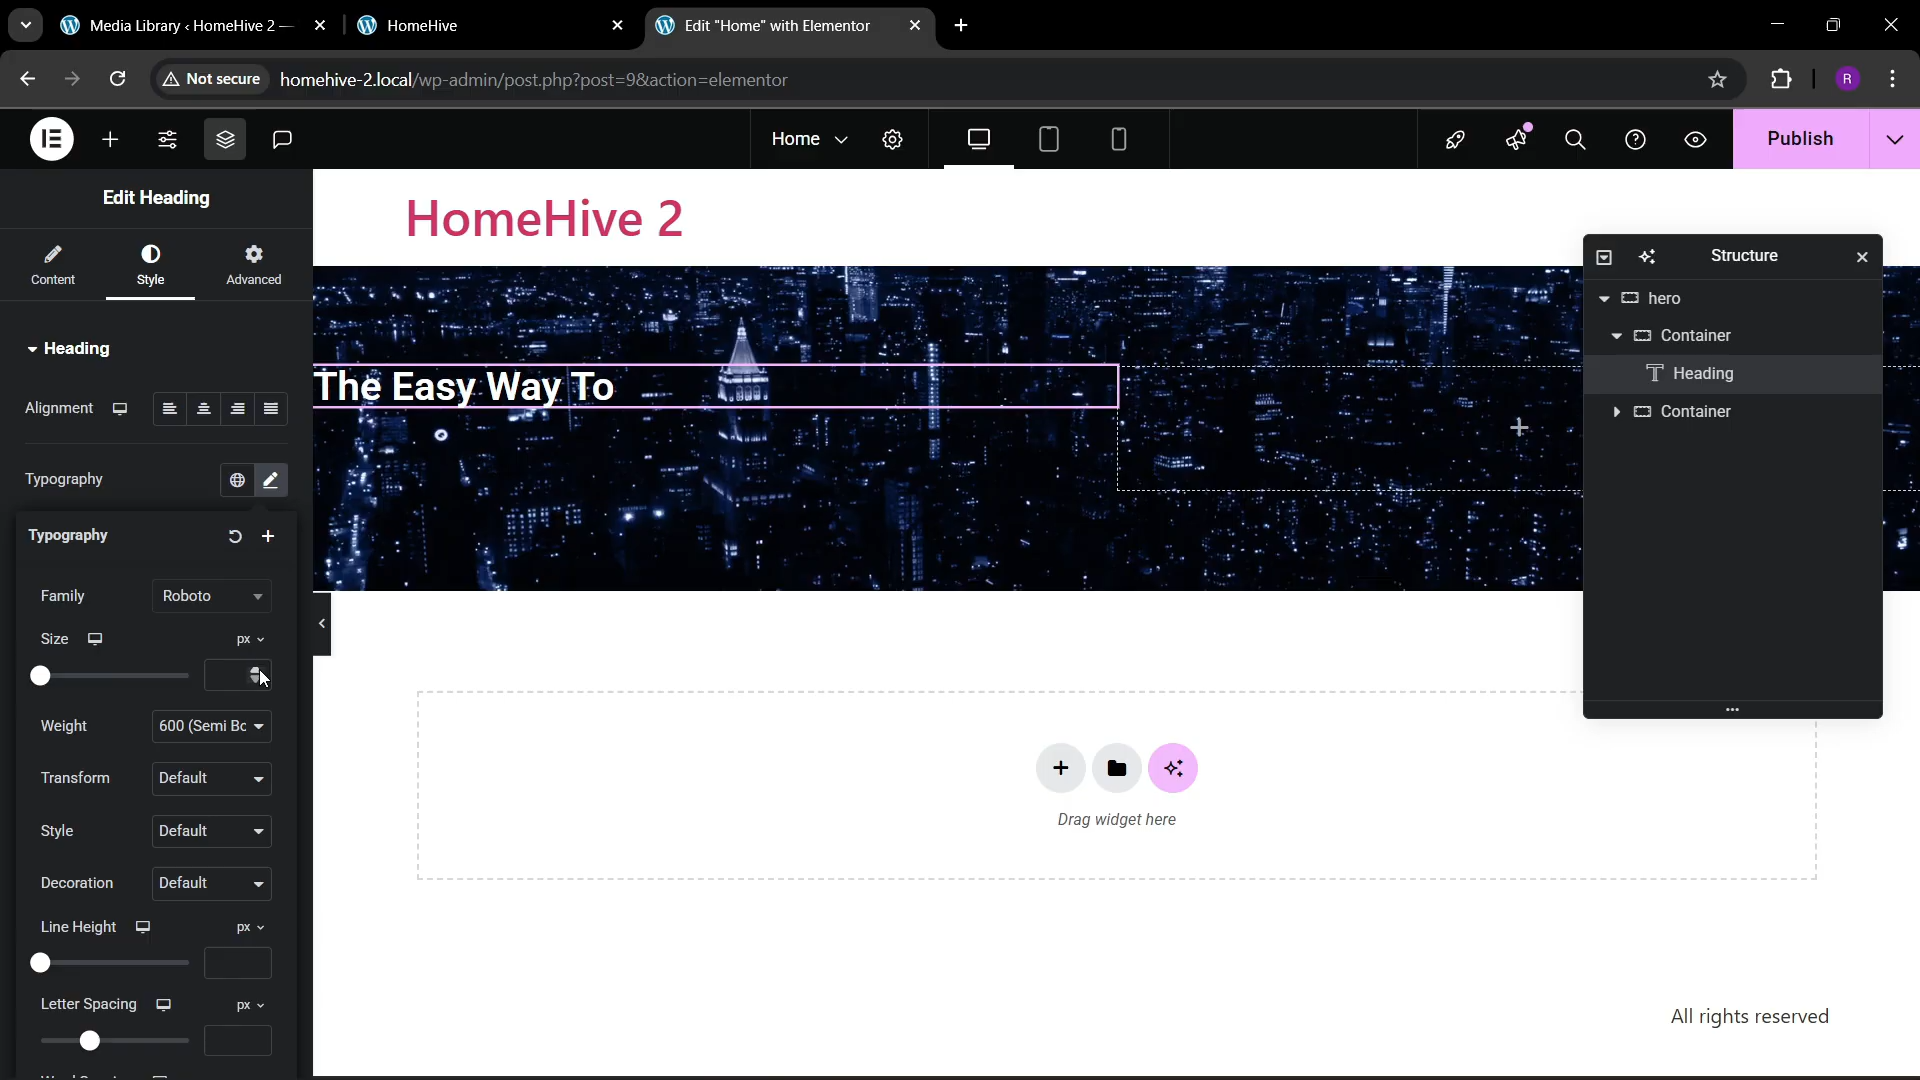 Media Library ‹ HomeHive 2 —
HomeHive
Edit "Home" with Elementor
Not secure
homehive-2.local/wp-admin/post.php?post=9&action=elementor
R
Home
Publish
Edit Heading
Content
Style
Advanced
Heading
Alignment
Typography
Typography
Family
Roboto
Size
px
Weight
600 (Semi Bo
Transform
Default
Style
Default
Decoration
Default
Line Height
px
Letter Spacing
px
HomeHive 2
The Easy Way To
Structure
hero
Container
Heading
Container
Drag widget here
All rights reserved